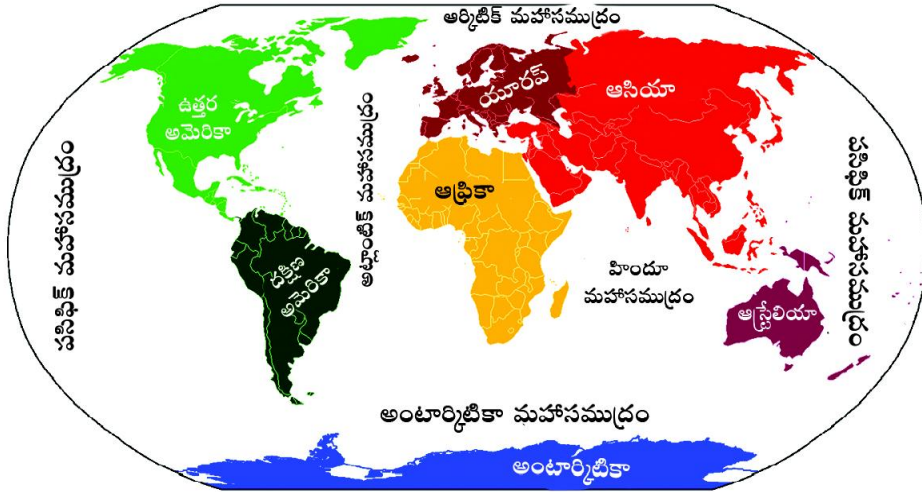 ఆర్కిటిక్ మహాసముద్రం
యూరప్
ఆసియా
ఉత్తర
అమెరికా
పసిఫిక్ మహాసముద్రం
అట్లాంటిక్ మహాసముద్రం
పసిఫిక్ మహాసముద్రం
ఆఫ్రికా
దక్షిణ
అమెరికా
హిందూ
మహాసముద్రం
ఆస్ట్రేలియా
అంటార్కిటికా మహాసముద్రం
అంటార్కిటికా